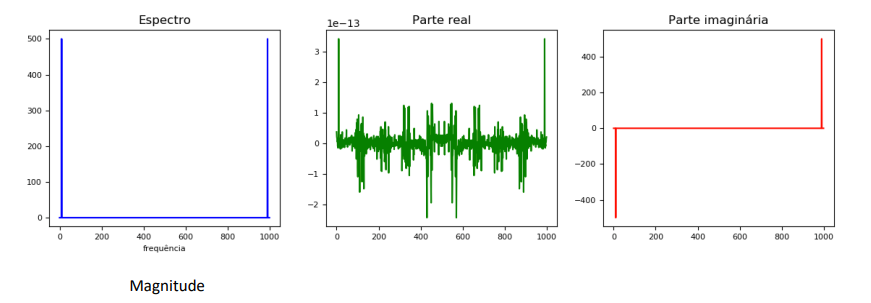 Espectro
500
400
300
200
100
0
0 200 400 600 800 1000
frequência
Parte real
1e−13
3
2
1
0
−1
−2
0 200 400 600 800 1000
Parte imaginária
400
200
0
−200
−400
0 200 400 600 800 1000
Magnitude